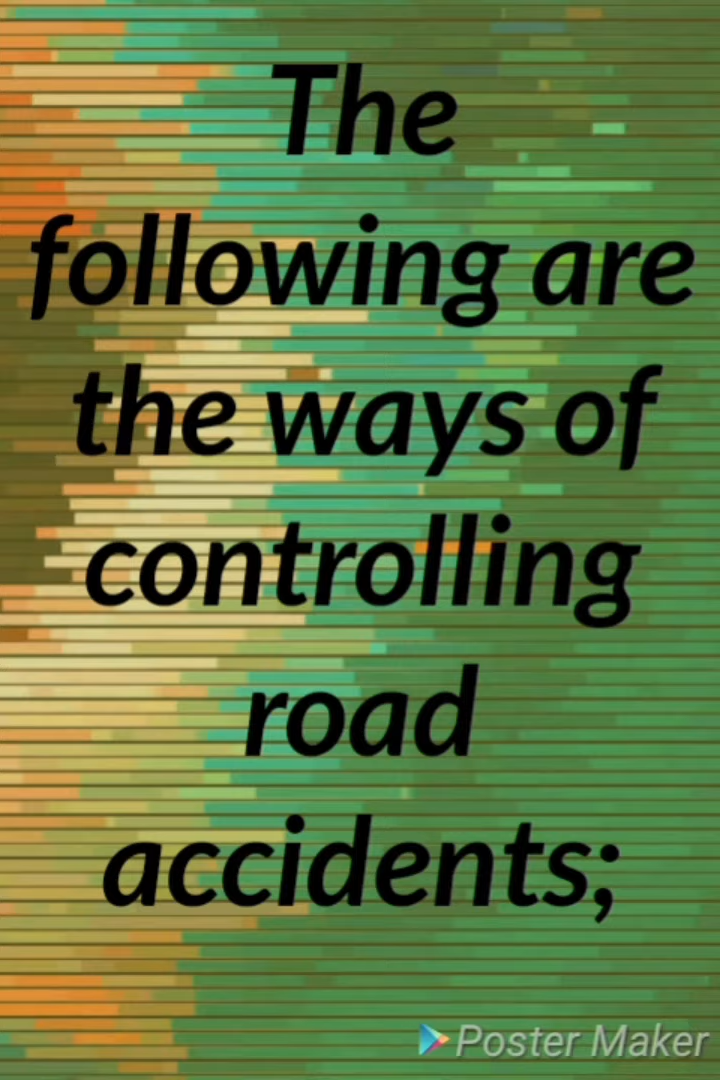 The
following are
the ways of
controlling
road
accidents;
Poster Maker